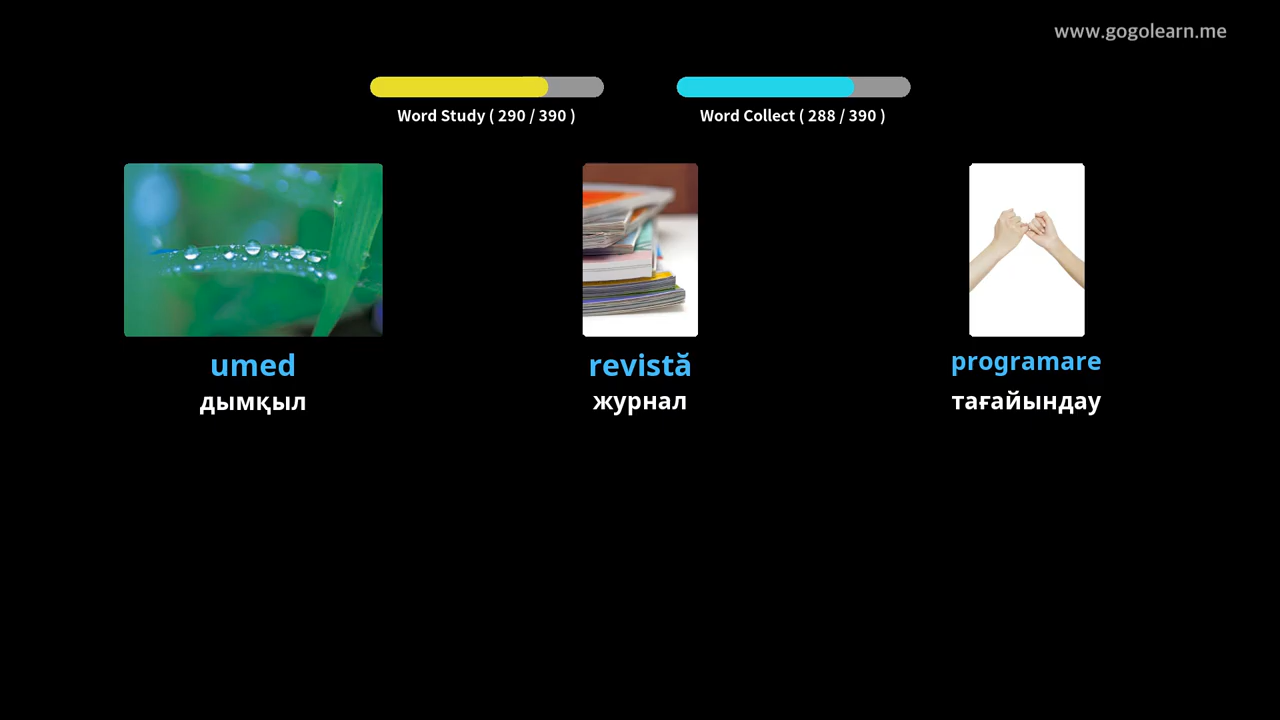 www.gogolearn.me
Word Study ( 290 / 390 )
Word Collect ( 288 / 390 )
umed
дымқыл
revistă
журнал
programare
тағайындау